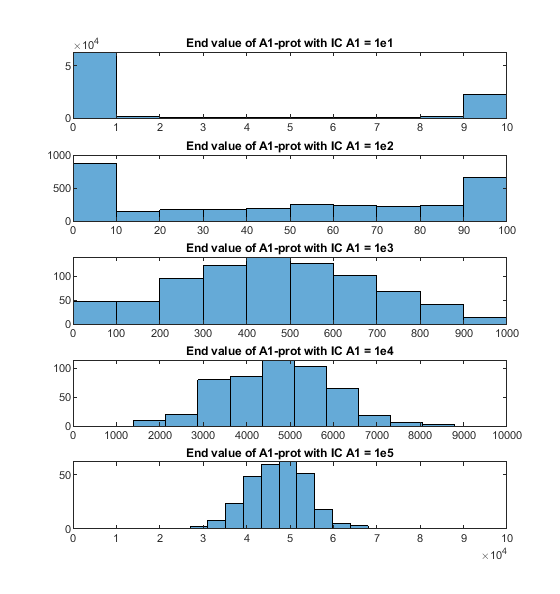 End value of A1-prot with IC A1 = 1e1
×10⁴
5
0
0 1 2 3 4 5 6 7 8 9 10
End value of A1-prot with IC A1 = 1e2
1000
500
0
0 10 20 30 40 50 60 70 80 90 100
End value of A1-prot with IC A1 = 1e3
100
50
0
0 100 200 300 400 500 600 700 800 900 1000
End value of A1-prot with IC A1 = 1e4
100
50
0
0 1000 2000 3000 4000 5000 6000 7000 8000 9000 10000
End value of A1-prot with IC A1 = 1e5
50
0
0 1 2 3 4 5 6 7 8 9 10
×10⁴